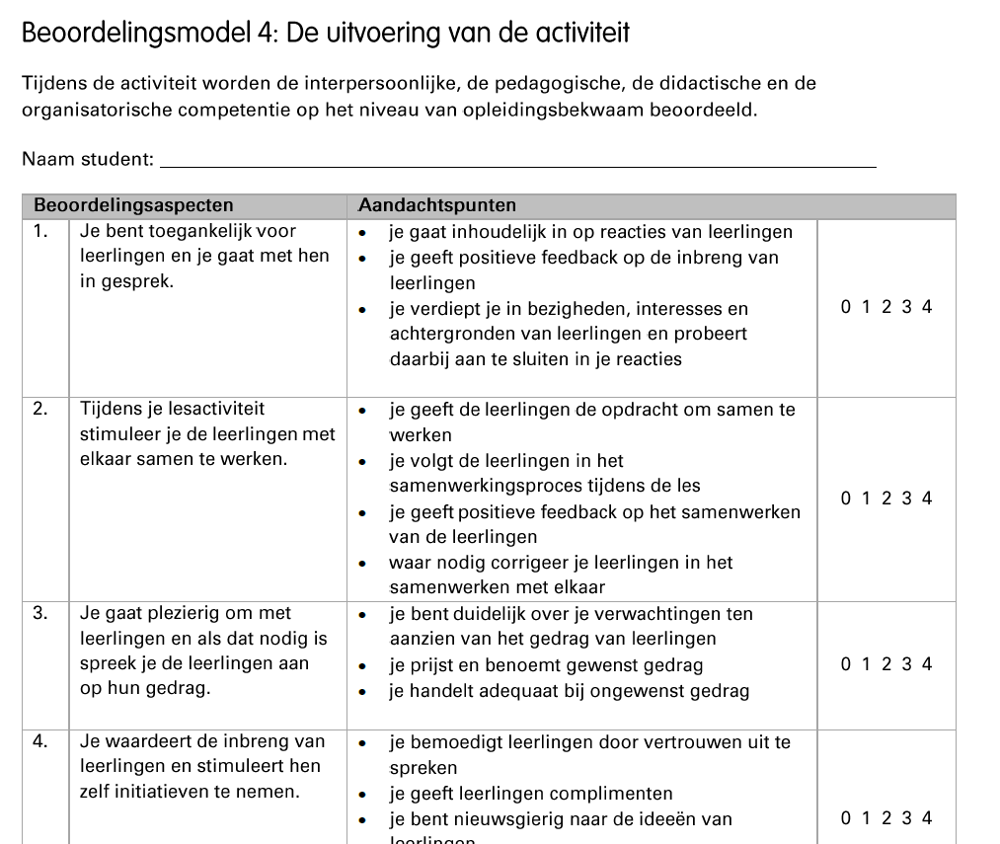 Beoordelingsmodel 4: De uitvoering van de activiteit
Tijdens de activiteit worden de interpersoonlijke, de pedagogische, de didactische en de
organisatorische competentie op het niveau van opleidingsbekwaam beoordeeld.
Naam student:
Beoordelingsaspecten
Aandachtspunten
1.
Je bent toegankelijk voor
leerlingen en je gaat met hen
in gesprek.
• je gaat inhoudelijk in op reacties van leerlingen
• je geeft positieve feedback op de inbreng van
leerlingen
• je verdiept je in bezigheden, interesses en
achtergronden van leerlingen en probeert
daarbij aan te sluiten in je reacties
0 1 2 3 4
2.
Tijdens je lesactiviteit
stimuleer je de leerlingen met
elkaar samen te werken.
• je geeft de leerlingen de opdracht om samen te
werken
• je volgt de leerlingen in het
samenwerkingsproces tijdens de les
• je geeft positieve feedback op het samenwerken
van de leerlingen
• waar nodig corrigeer je leerlingen in het
samenwerken met elkaar
0 1 2 3 4
3.
Je gaat plezierig om met
leerlingen en als dat nodig is
spreek je de leerlingen aan
op hun gedrag.
• je bent duidelijk over je verwachtingen ten
aanzien van het gedrag van leerlingen
• je prijst en benoemt gewenst gedrag
• je handelt adequaat bij ongewenst gedrag
0 1 2 3 4
4.
Je waardeert de inbreng van
leerlingen en stimuleert hen
zelf initiatieven te nemen.
• je bemoedigt leerlingen door vertrouwen uit te
spreken
• je geeft leerlingen complimenten
• je bent nieuwsgierig naar de ideeën van
leerlingen
0 1 2 3 4